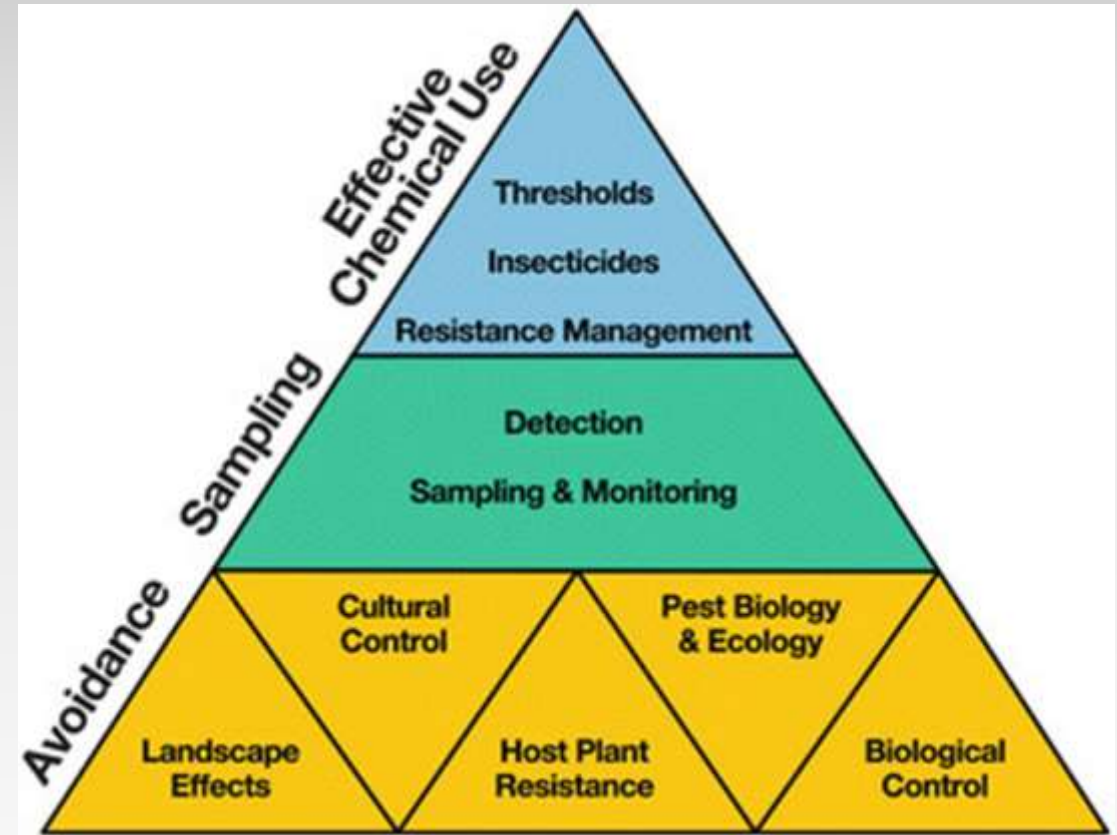 Effective
Chemical Use
Thresholds
Insecticides
Resistance Management
Sampling
Detection
Sampling & Monitoring
Avoidance
Cultural
Control
Pest Biology
& Ecology
Landscape
Effects
Host Plant
Resistance
Biological
Control